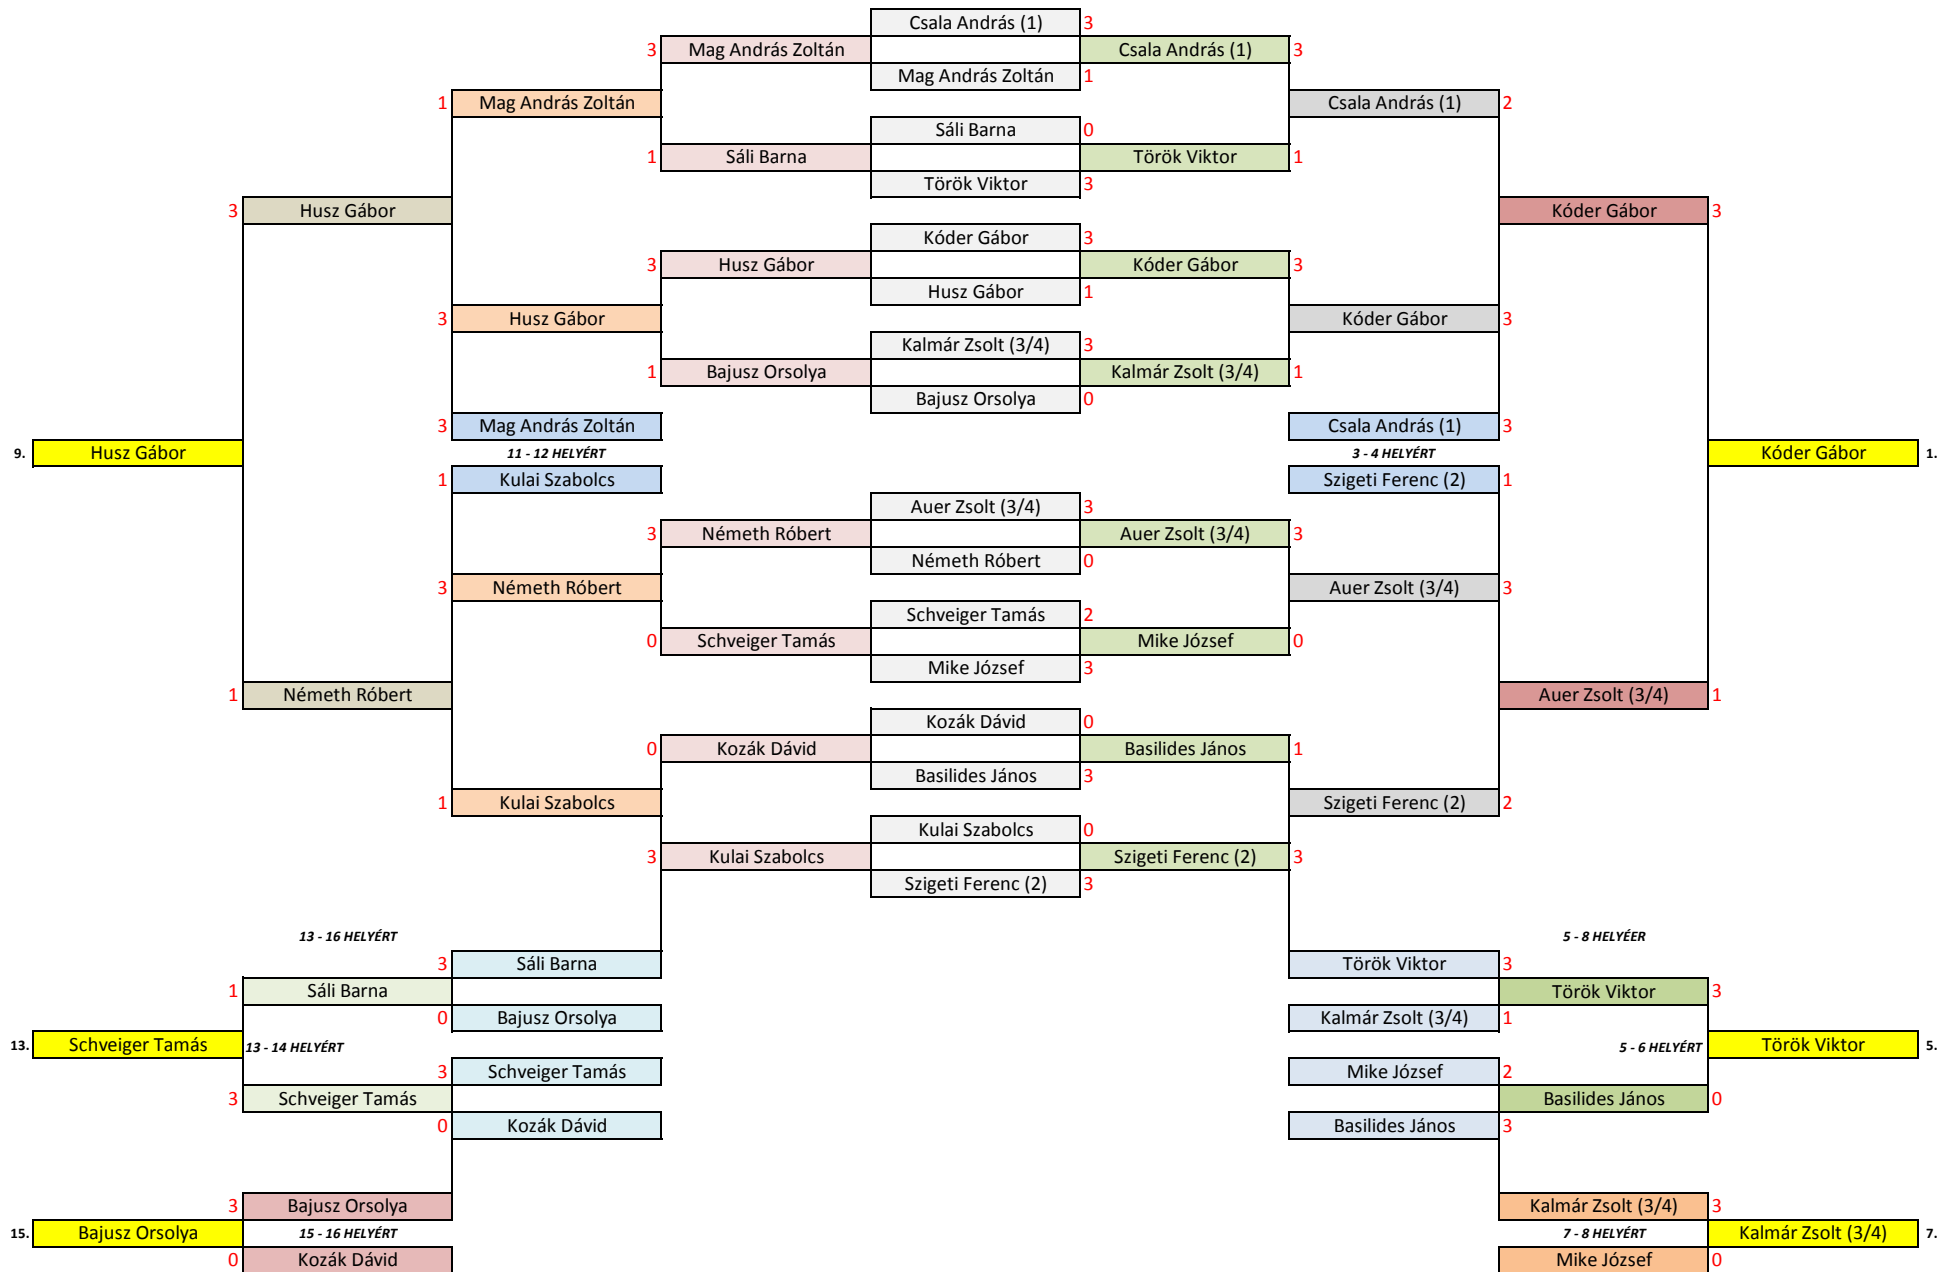 Csala András (1) 3
3 Mag András Zoltán Csala András (1) 3
Mag András Zoltán 1
1 Mag András Zoltán Csala András (1) 2
Sáli Barna 0
1 Sáli Barna Török Viktor 1
Török Viktor 3
3 Husz Gábor Kóder Gábor 3
Kóder Gábor 3
3 Husz Gábor Kóder Gábor 3
Husz Gábor 1
3 Husz Gábor Kóder Gábor 3
Kalmár Zsolt (3/4) 3
1 Bajusz Orsolya Kalmár Zsolt (3/4) 1
Bajusz Orsolya 0
3 Mag András Zoltán Csala András (1) 3
9. Husz Gábor 11 - 12 HELYÉRT 3 - 4 HELYÉRT Kóder Gábor 1.
1 Kulai Szabolcs Szigeti Ferenc (2) 1
Auer Zsolt (3/4) 3
3 Németh Róbert Auer Zsolt (3/4) 3
Németh Róbert 0
3 Németh Róbert Auer Zsolt (3/4) 3
Schveiger Tamás 2
0 Schveiger Tamás Mike József 0
Mike József 3
1 Németh Róbert Auer Zsolt (3/4) 1
Kozák Dávid 0
0 Kozák Dávid Basilides János 1
Basilides János 3
1 Kulai Szabolcs Szigeti Ferenc (2) 2
Kulai Szabolcs 0
3 Kulai Szabolcs Szigeti Ferenc (2) 3
Szigeti Ferenc (2) 3
13 - 16 HELYÉRT 5 - 8 HELYÉER
3 Sáli Barna Török Viktor 3
1 Sáli Barna Török Viktor 3
0 Bajusz Orsolya Kalmár Zsolt (3/4) 1
13. Schveiger Tamás 13 - 14 HELYÉRT 5 - 6 HELYÉRT Török Viktor 5.
3 Schveiger Tamás Mike József 2
3 Schveiger Tamás Basilides János 0
0 Kozák Dávid Basilides János 3
3 Bajusz Orsolya Kalmár Zsolt (3/4) 3
15. Bajusz Orsolya 15 - 16 HELYÉRT 7 - 8 HELYÉRT Kalmár Zsolt (3/4) 7.
0 Kozák Dávid Mike József 0